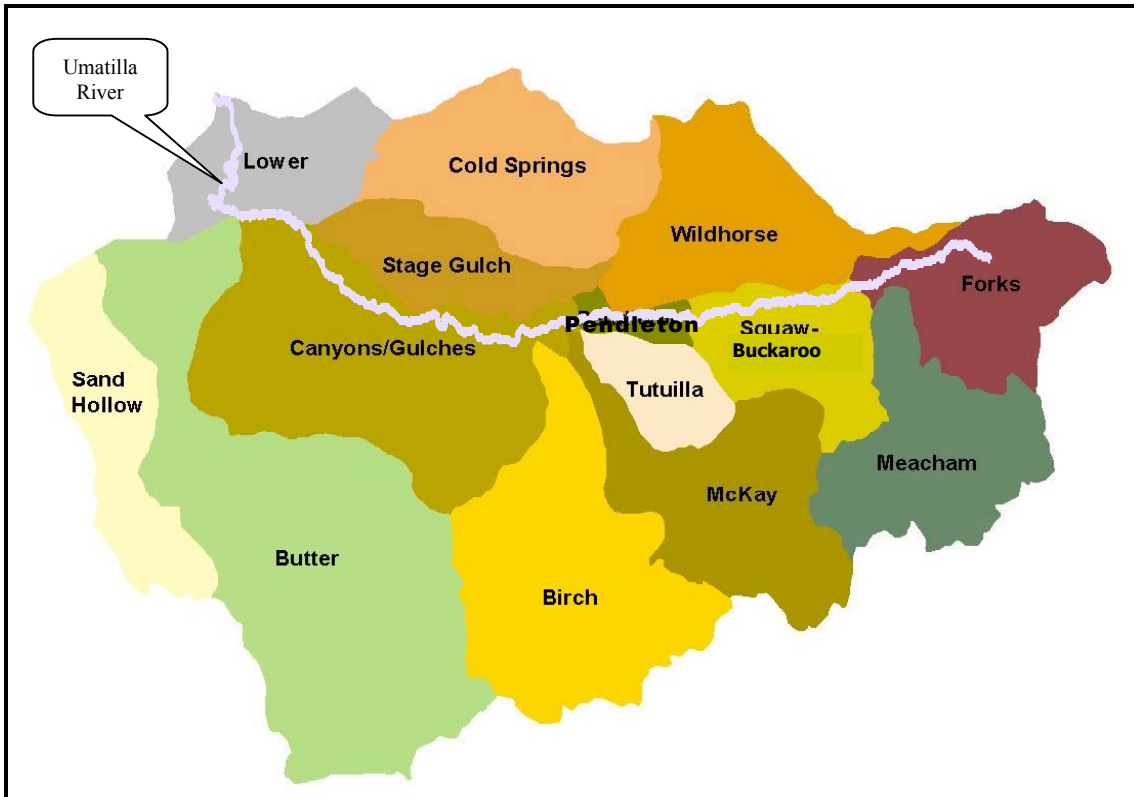 Umatilla
River
Lower
Cold Springs
Wildhorse
Stage Gulch
Forks
Pendleton
Squaw-
Buckaroo
Canyons/Gulches
Sand
Hollow
Tutuilla
Meacham
McKay
Butter
Birch